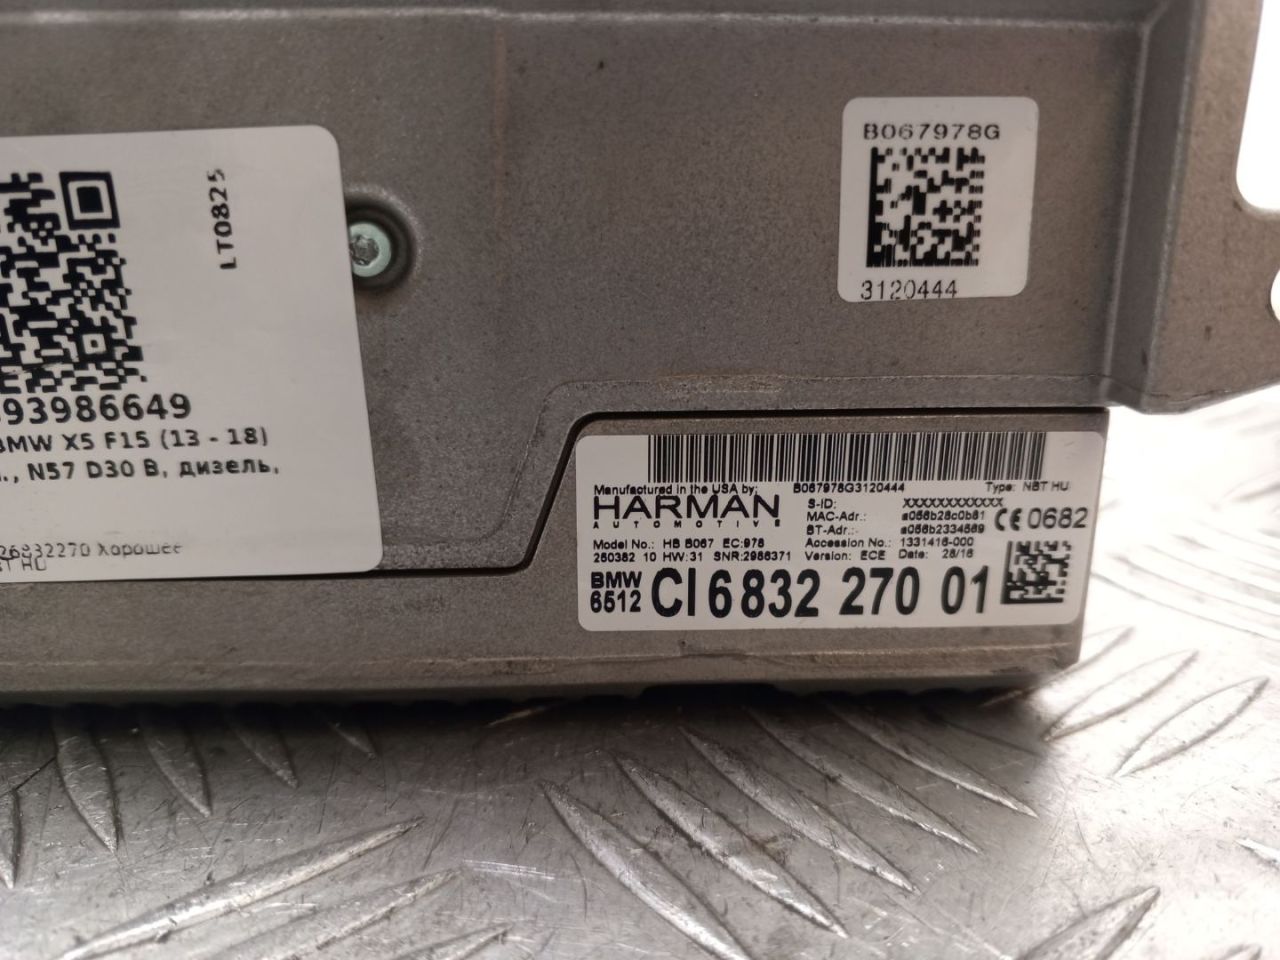 B067978G
3120444
LT0825
93986649
BMW X5 F15 (13 - 18)
N57 D30 B, дизель,
26832270 Хорошее
B067978G3120444
Type: NBT HU
Manufactured in the USA by:
HARMAN
AUTOMOTIVE
S-ID: XXXXXXXXXXXX
MAC-Adr.: a056b28c0b81
BT-Adr.: a056b2334589
CE 0682
Model No.: HB B067 EC:978
Accession No.: 1331416-000
260382 10 HW:31 SNR:2986371
Version: ECE Date: 28/16
BMW
6512 CI 6 832 270 01